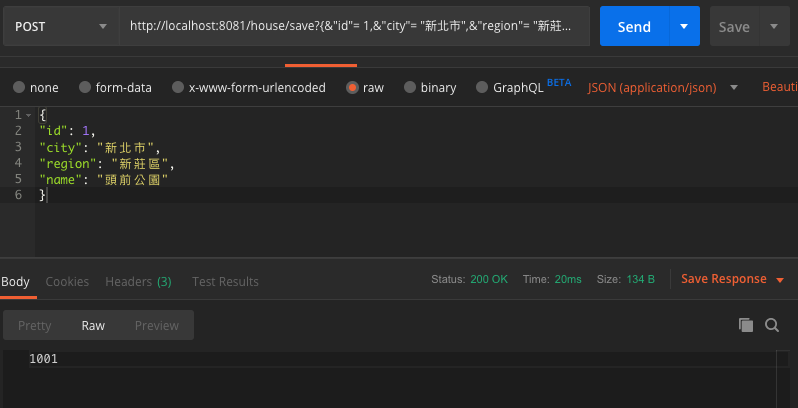 POST http://localhost:8081/house/save?{&"id"= 1,&"city"= "新北市",&"region"= "新莊... Send Save
none form-data x-www-form-urlencoded raw binary GraphQL BETA JSON (application/json) Beauti
1 {
2 "id": 1,
3 "city": "新北市",
4 "region": "新莊區",
5 "name": "頭前公園"
6 }
Body Cookies Headers (3) Test Results Status: 200 OK Time: 20ms Size: 134 B Save Response
Pretty Raw Preview
1001